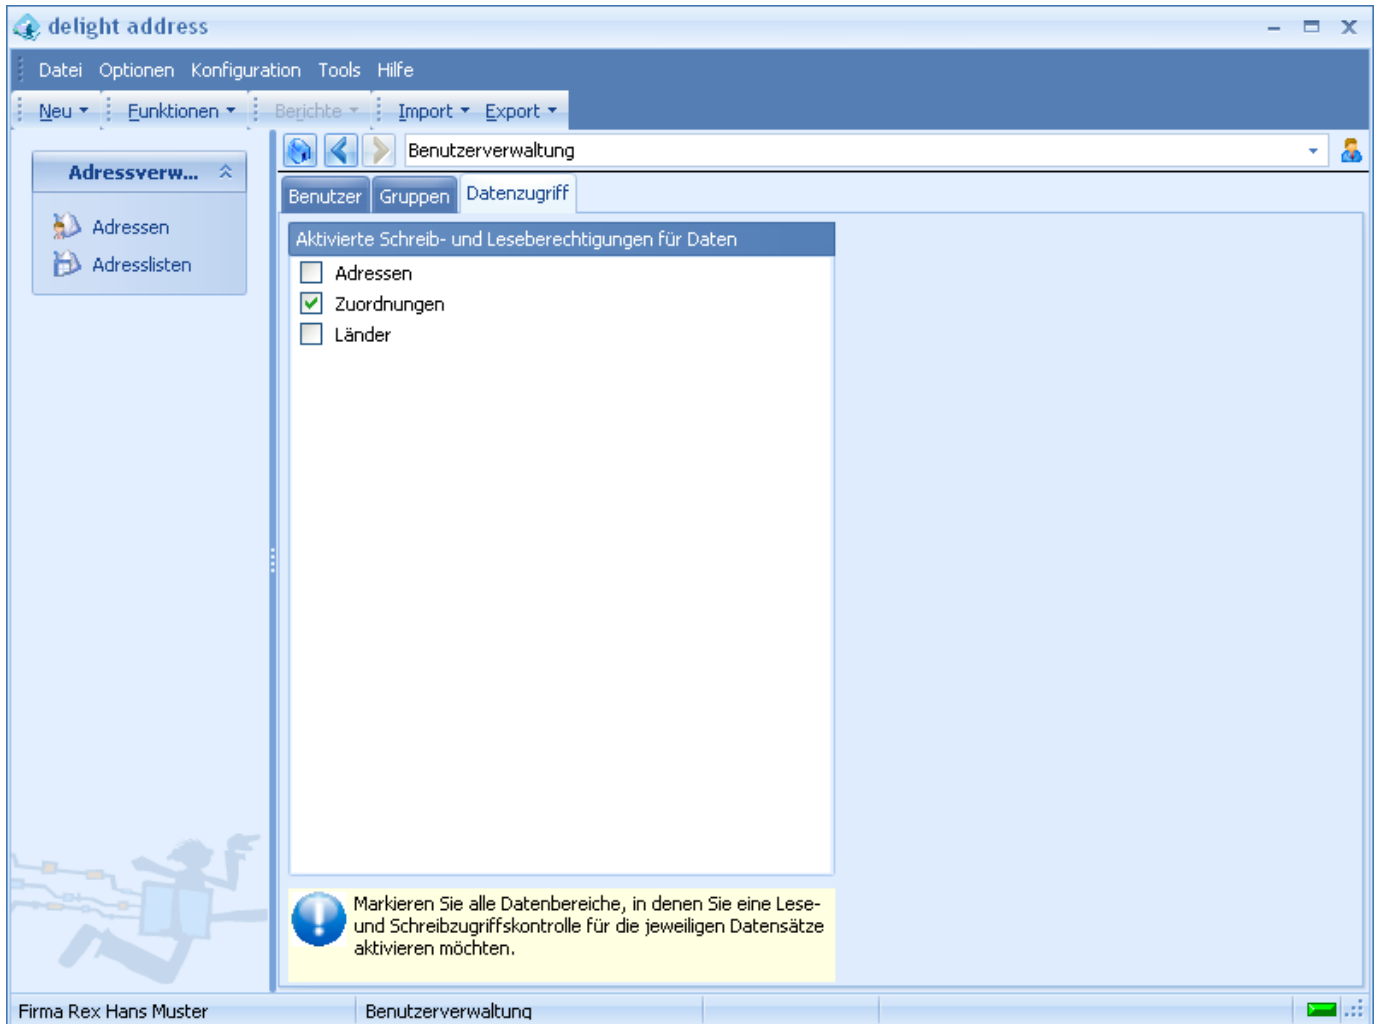 delight address
Datei Optionen Konfiguration Tools Hilfe
Neu Funktionen Berichte Import Export
Adressverw...
Adressen
Adresslisten
Benutzerverwaltung
Benutzer Gruppen Datenzugriff
Aktivierte Schreib- und Leseberechtigungen für Daten
Adressen
Zuordnungen
Länder
Markieren Sie alle Datenbereiche, in denen Sie eine Lese-
und Schreibzugriffskontrolle für die jeweiligen Datensätze
aktivieren möchten.
Firma Rex Hans Muster Benutzerverwaltung